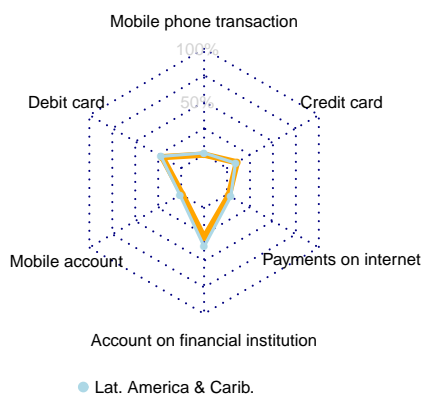 Mobile phone transaction
100%
Debit card
50%
Credit card
Mobile account
Payments on internet
Account on financial institution
Lat. America & Carib.